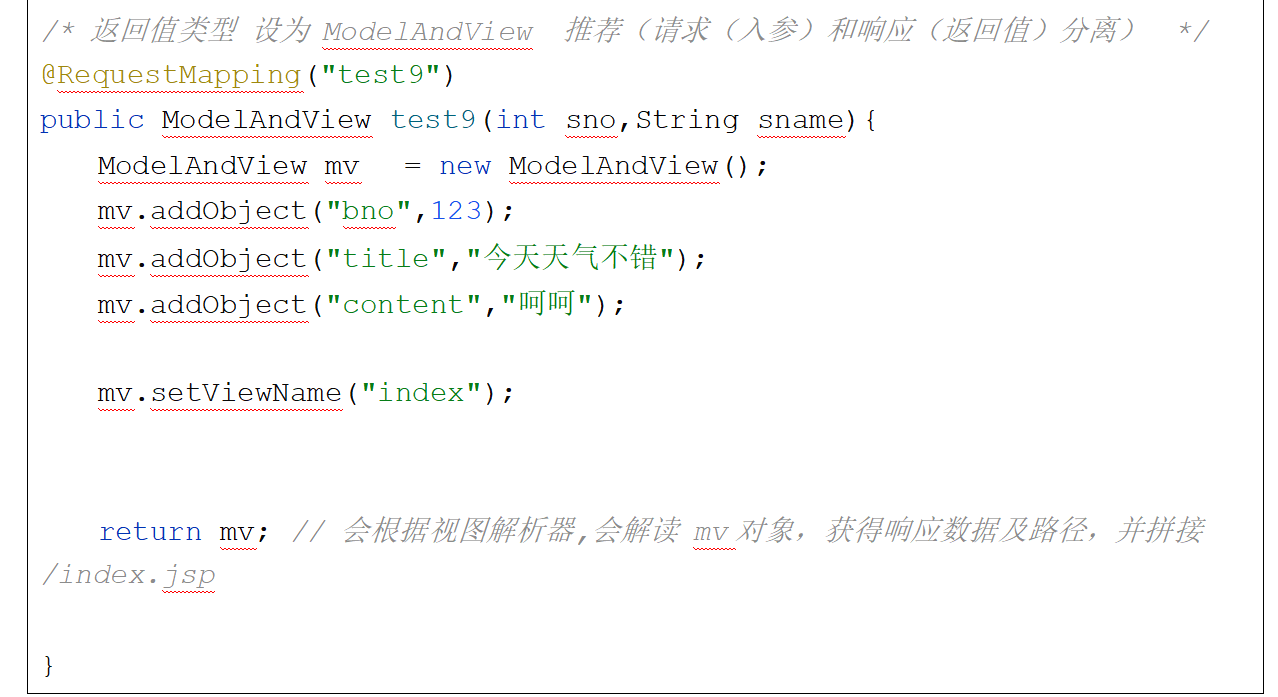 /* 返回值类型 设为 ModelAndView  推荐（请求（入参）和响应（返回值）分离）  */
@RequestMapping("test9")
public ModelAndView test9(int sno,String sname){
ModelAndView mv  = new ModelAndView();
mv.addObject("bno",123);
mv.addObject("title","今天天气不错");
mv.addObject("content","呵呵");
mv.setViewName("index");
return mv; // 会根据视图解析器,会解读 mv 对象，获得响应数据及路径，并拼接
/index.jsp
}